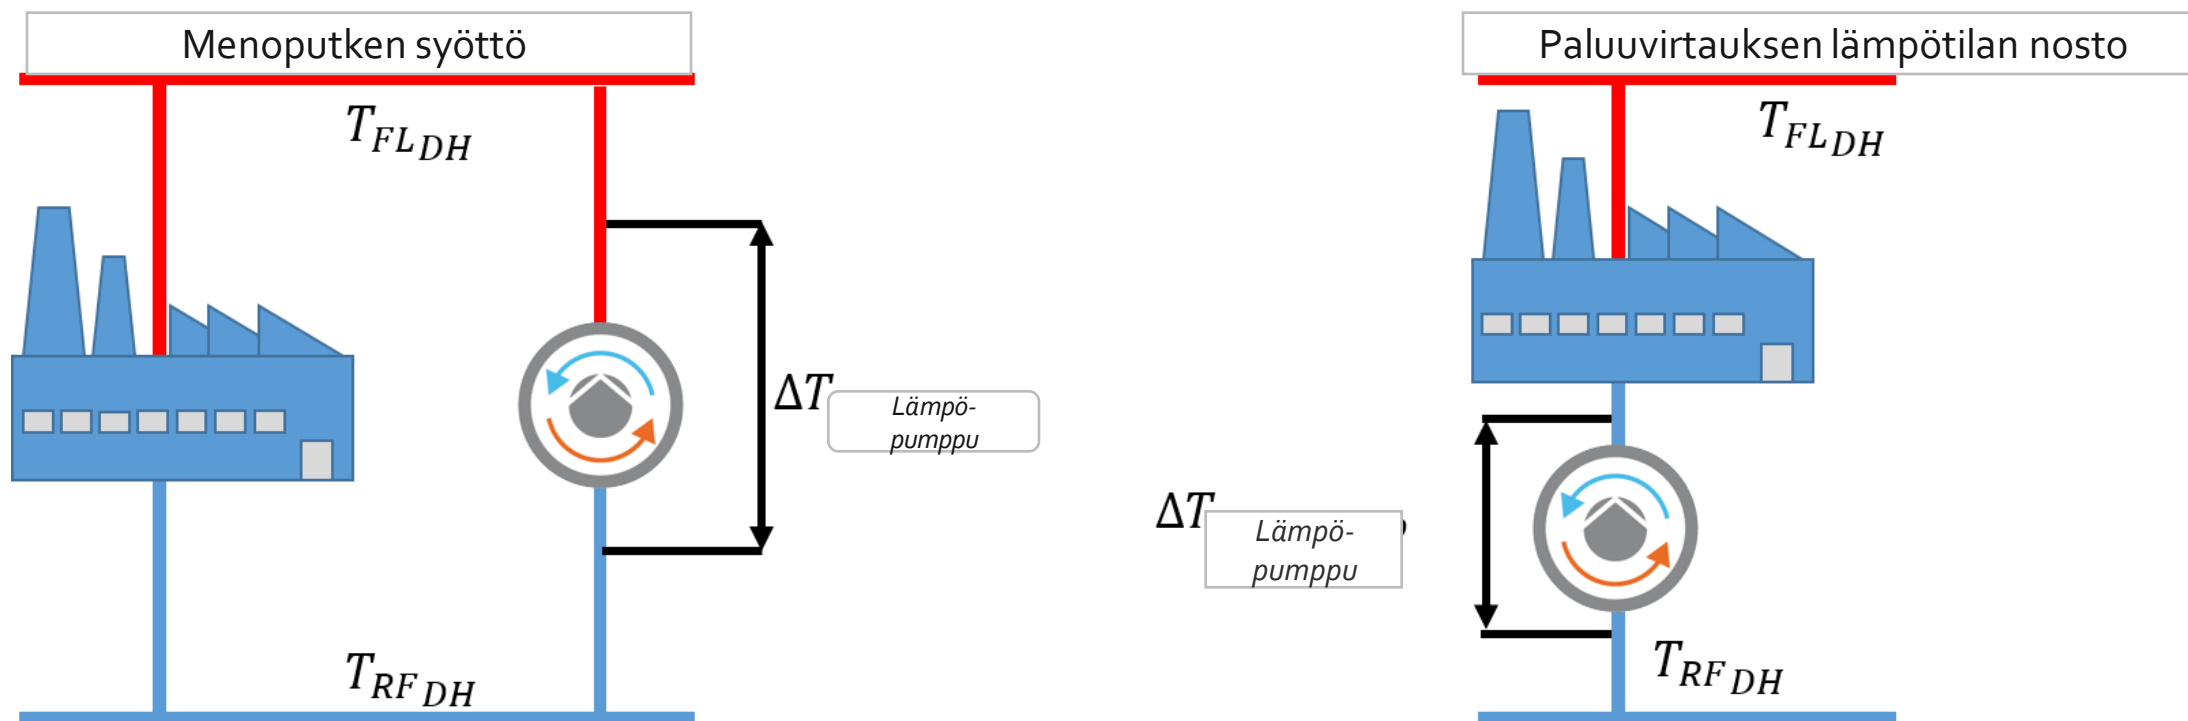 Menoputken syöttö
T_{FL_{DH}}
ΔT
Lämpö-
pumppu
T_{RF_{DH}}
Paluuvirtauksen lämpötilan nosto
T_{FL_{DH}}
ΔT
Lämpö-
pumppu
T_{RF_{DH}}